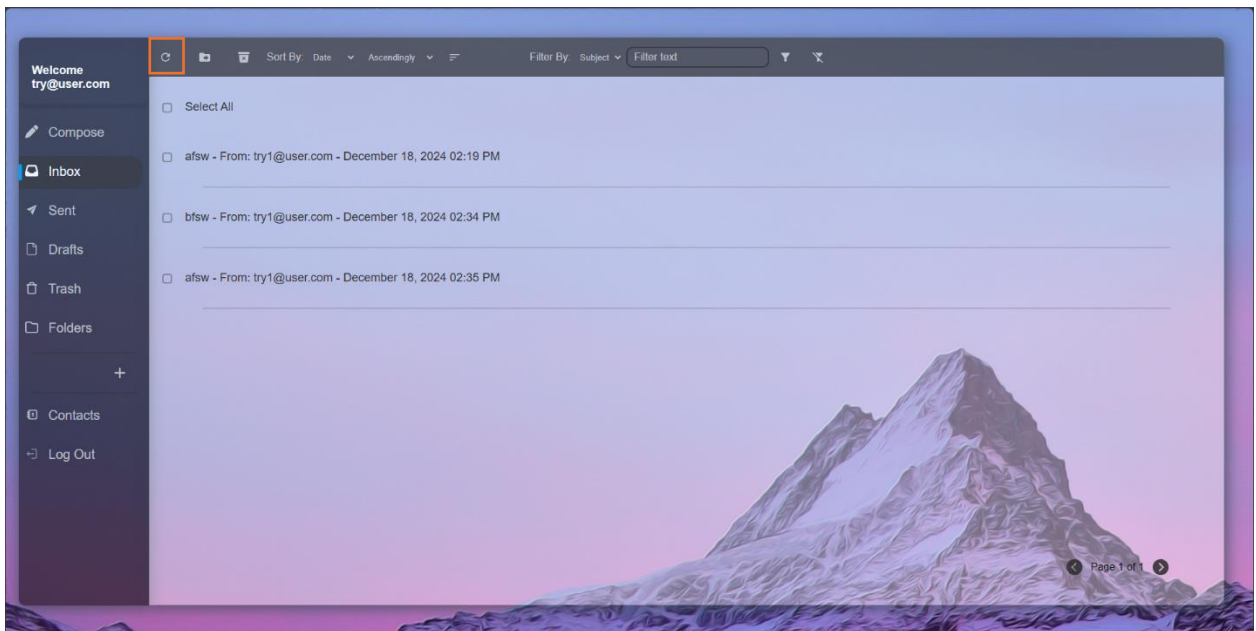 Welcome
try@user.com
Compose
Inbox
Sent
Drafts
Trash
Folders
+
Contacts
Log Out
Sort By: Date Ascendingly Filter By: Subject Filter text
Select All
afsw - From: try1@user.com - December 18, 2024 02:19 PM
bfsw - From: try1@user.com - December 18, 2024 02:34 PM
afsw - From: try1@user.com - December 18, 2024 02:35 PM
Page 1 of 1